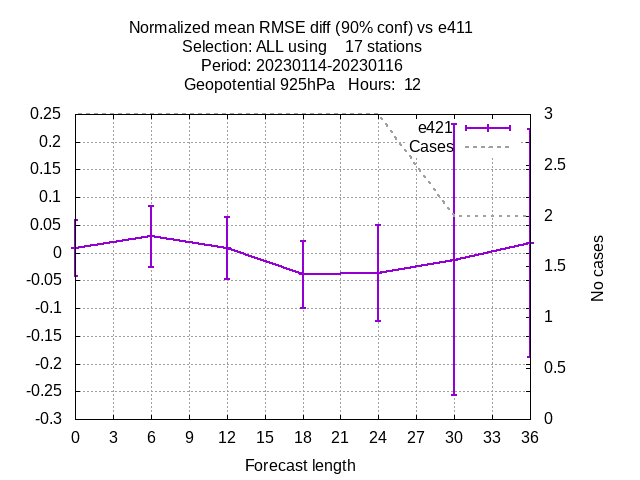 Normalized mean RMSE diff (90% conf) vs e411
Selection: ALL using    17 stations
Period: 20230114-20230116
Geopotential 925hPa   Hours:  12
0.25
0.2
0.15
0.1
0.05
0
-0.05
-0.1
-0.15
-0.2
-0.25
-0.3
e421
Cases
3
2.5
2
1.5
1
0.5
0
No cases
0 3 6 9 12 15 18 21 24 27 30 33 36
Forecast length